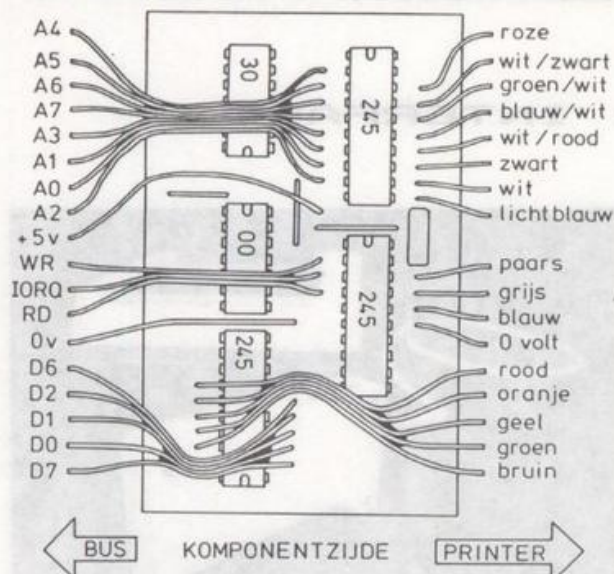 A4
A5
A6
A7
A3
A1
A0
A2
+5v
WR
IORQ
RD
0v
D6
D2
D1
D0
D7
30
245
00
245
245
roze
wit/zwart
groen/wit
blauw/wit
wit/rood
zwart
wit
lichtblauw
paars
grijs
blauw
0 volt
rood
oranje
geel
groen
bruin
BUS KOMPONENTZIJDE PRINTER